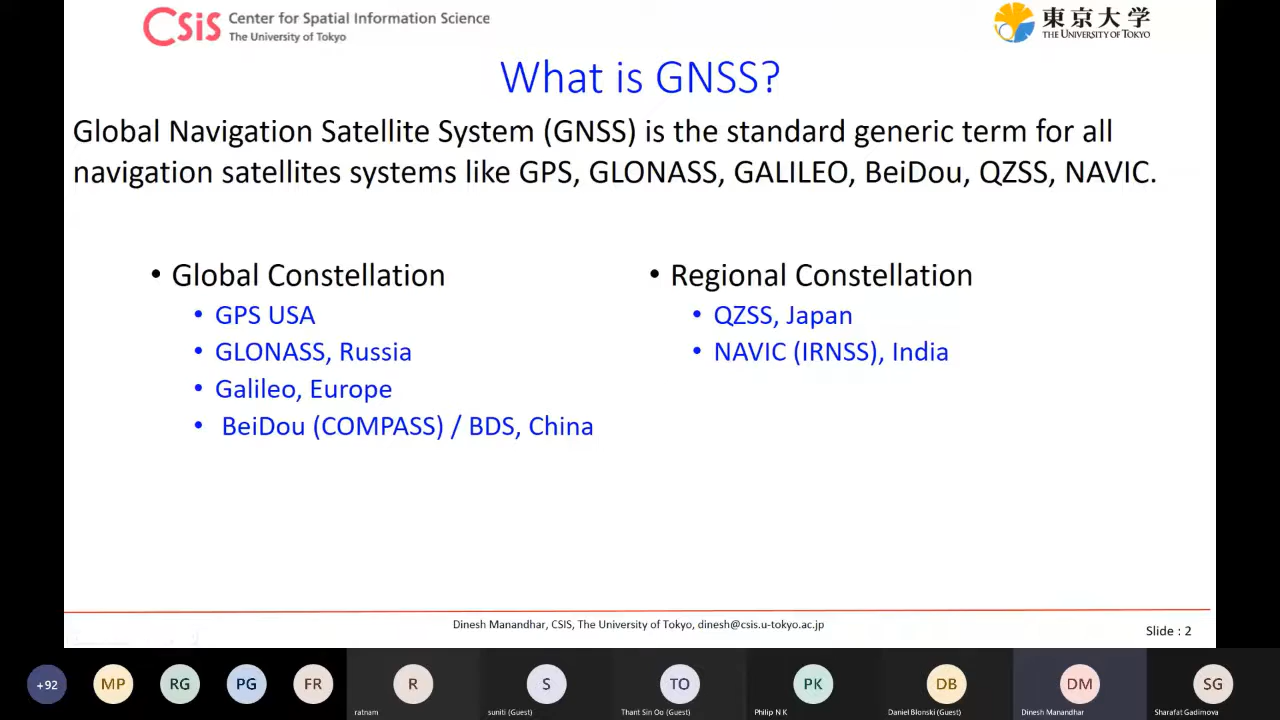 CSiS Center for Spatial Information Science
The University of Tokyo
東京大学
THE UNIVERSITY OF TOKYO
What is GNSS?
Global Navigation Satellite System (GNSS) is the standard generic term for all
navigation satellites systems like GPS, GLONASS, GALILEO, BeiDou, QZSS, NAVIC.
• Global Constellation
• GPS USA
• GLONASS, Russia
• Galileo, Europe
• BeiDou (COMPASS) / BDS, China
• Regional Constellation
• QZSS, Japan
• NAVIC (IRNSS), India
Dinesh Manandhar, CSIS, The University of Tokyo, dinesh@csis.u-tokyo.ac.jp
Slide : 2
+92 MP RG PG FR R S TO PK DB DM SG
ratnam suniti (Guest) Thant Sin Oo (Guest) Philip N K Daniel Blonski (Guest) Dinesh Manandhar Sharafat Gadimova